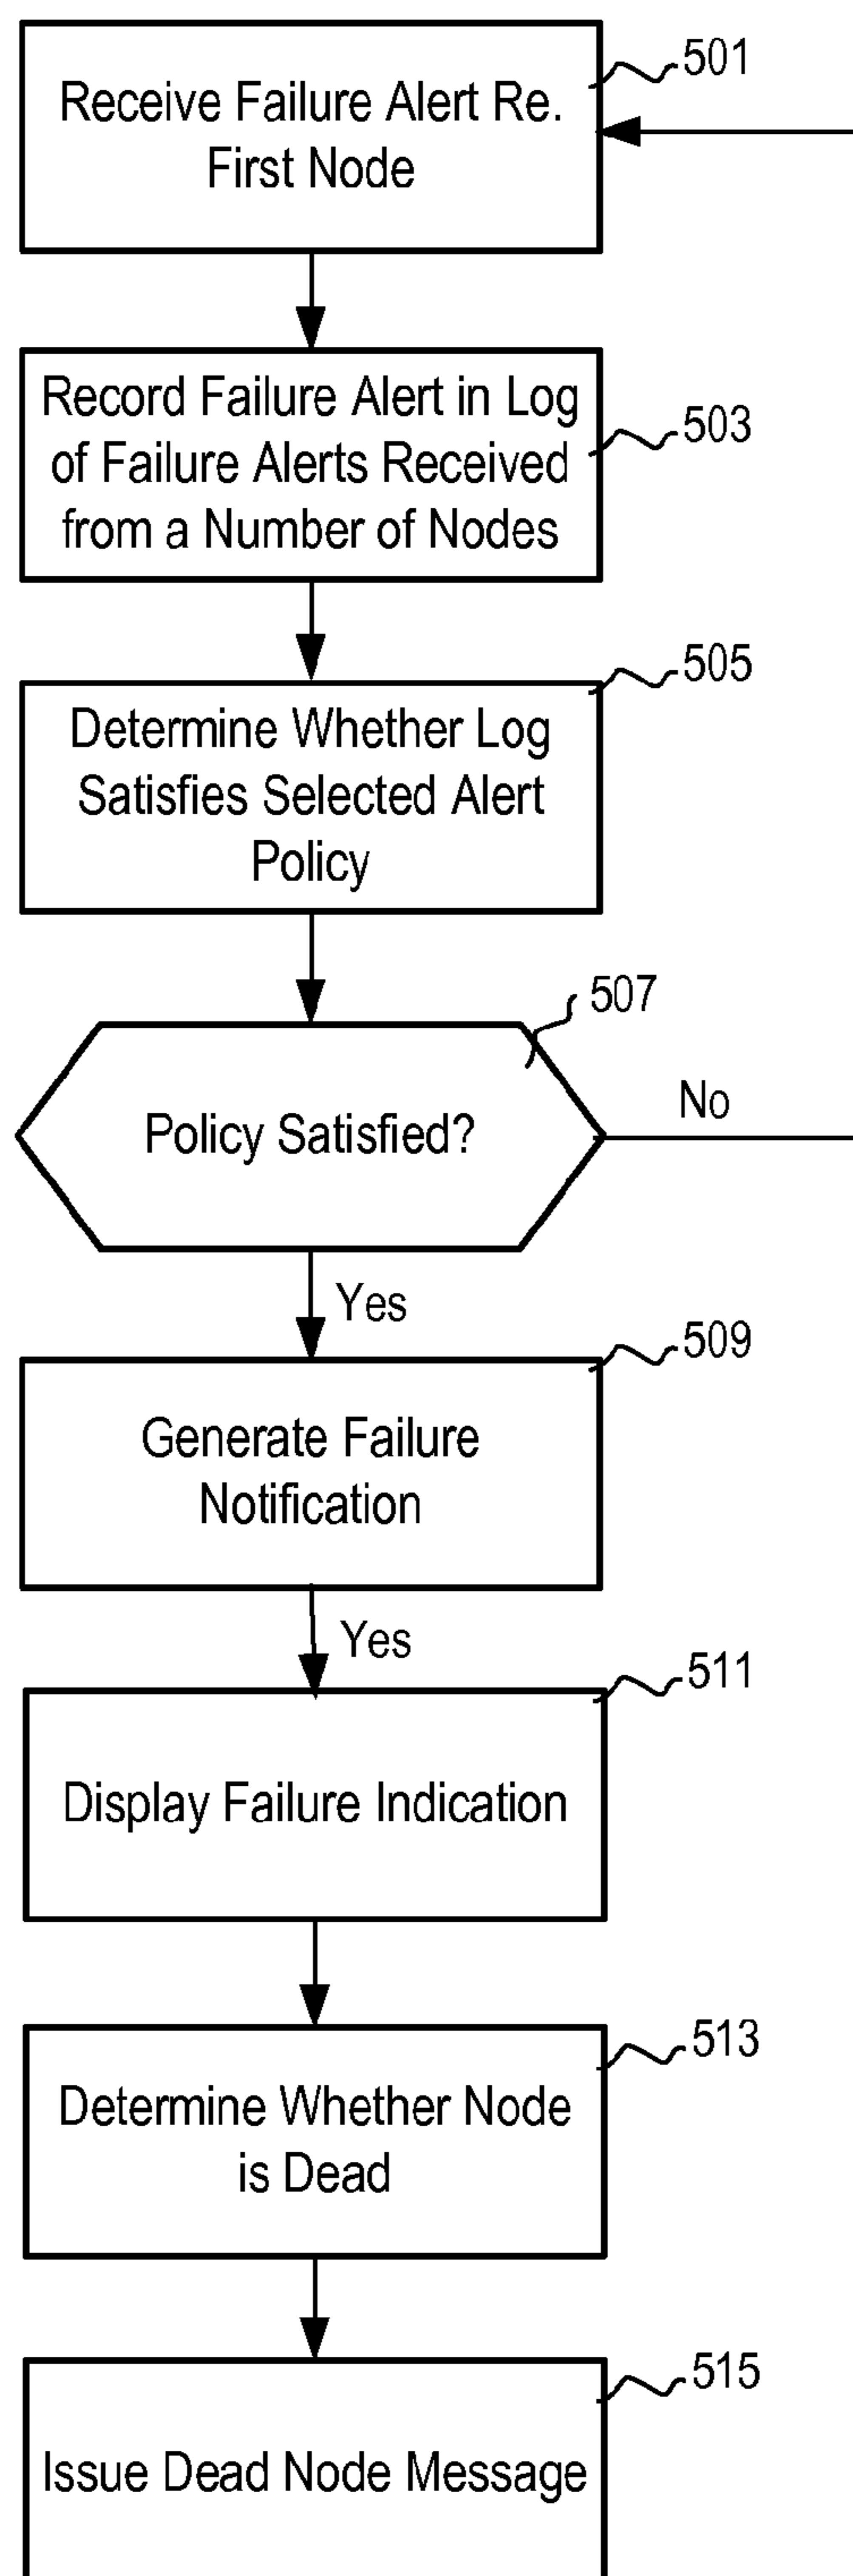 501
Receive Failure Alert Re.
First Node
Record Failure Alert in Log
of Failure Alerts Received
from a Number of Nodes
503
505
Determine Whether Log
Satisfies Selected Alert
Policy
507
Policy Satisfied?
No
Yes
509
Generate Failure
Notification
Yes
511
Display Failure Indication
513
Determine Whether Node
is Dead
515
Issue Dead Node Message